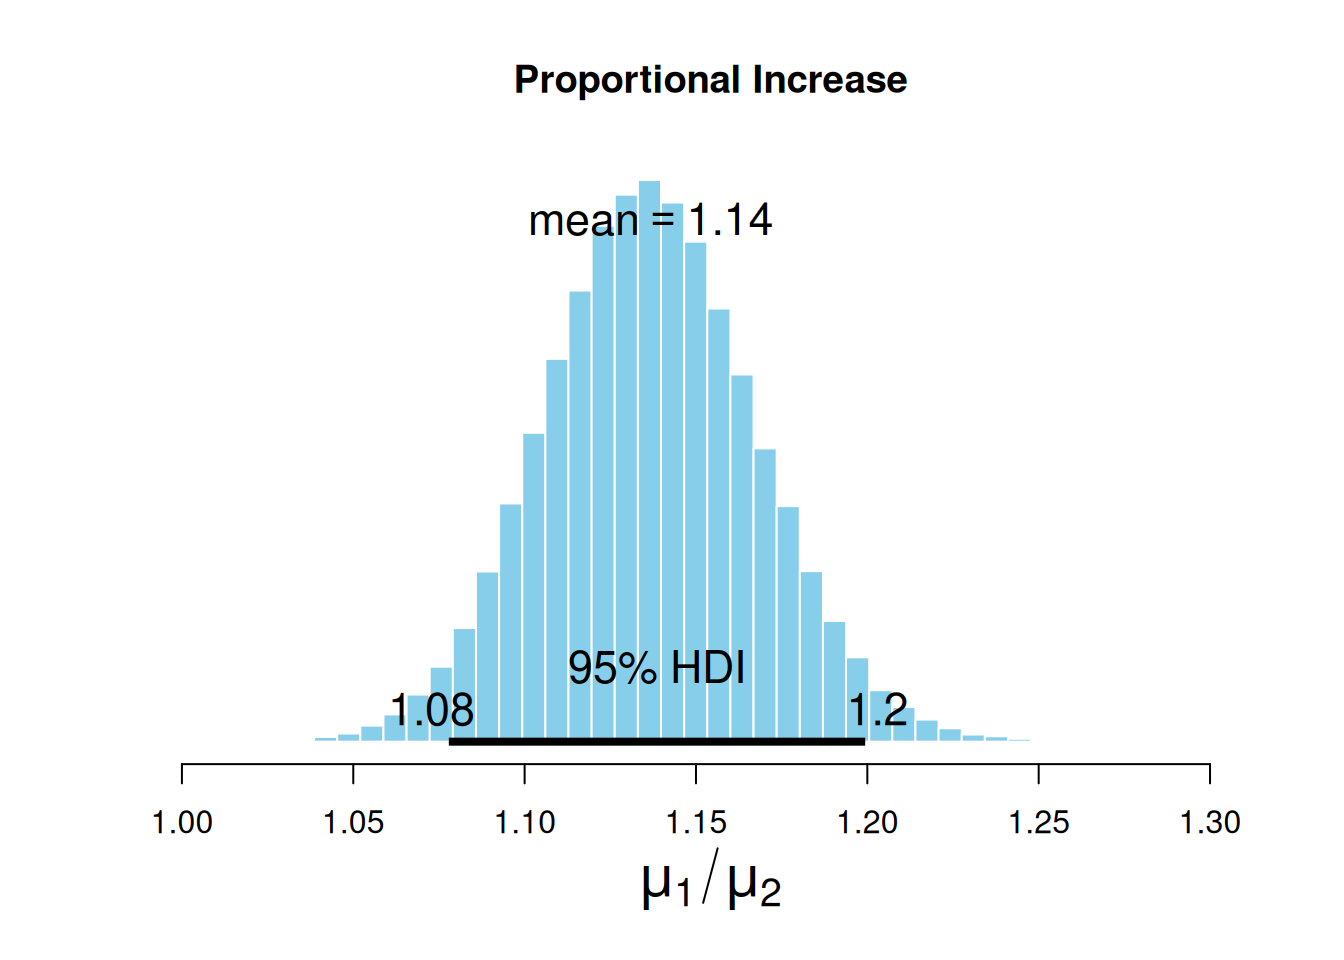 Proportional Increase
mean = 1.14
95% HDI
1.08 1.2
1.00 1.05 1.10 1.15 1.20 1.25 1.30
μ₁/μ₂